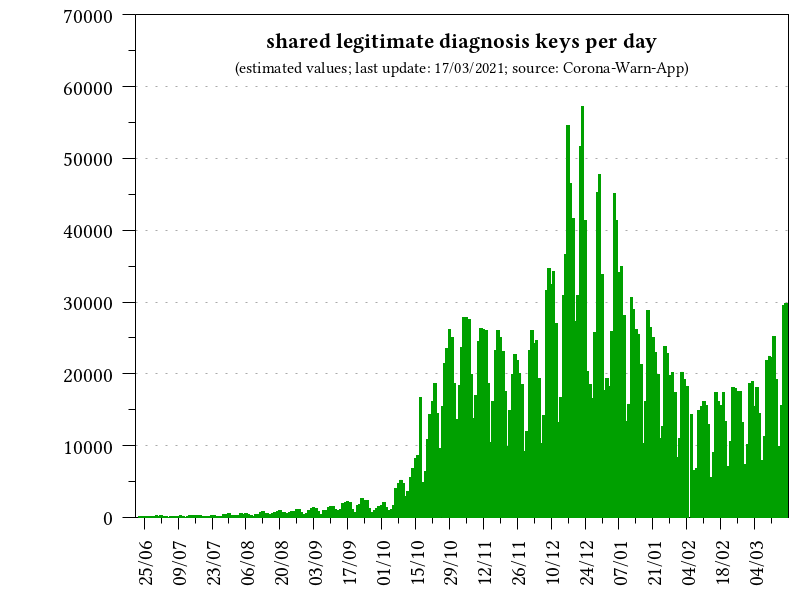 shared legitimate diagnosis keys per day
(estimated values; last update: 17/03/2021; source: Corona-Warn-App)
70000
60000
50000
40000
30000
20000
10000
0
25/06 09/07 23/07 06/08 20/08 03/09 17/09 01/10 15/10 29/10 12/11 26/11 10/12 24/12 07/01 21/01 04/02 18/02 04/03